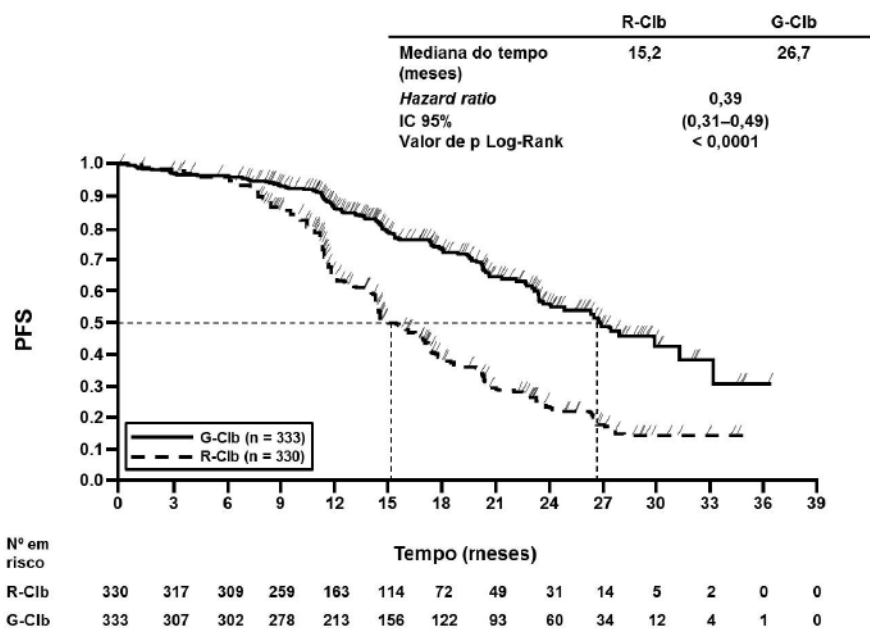 R-Clb G-Clb
Mediana do tempo 15,2 26,7
(meses)
Hazard ratio 0,39
IC 95% (0,31–0,49)
Valor de p Log-Rank < 0,0001
1.0
0.9
0.8
0.7
0.6
0.5
0.4
0.3
0.2
0.1
0.0
PFS
G-Clb (n = 333)
R-Clb (n = 330)
0 3 6 9 12 15 18 21 24 27 30 33 36 39
Tempo (meses)
Nº em
risco
R-Clb 330 317 309 259 163 114 72 49 31 14 5 2 0 0
G-Clb 333 307 302 278 213 156 122 93 60 34 12 4 1 0